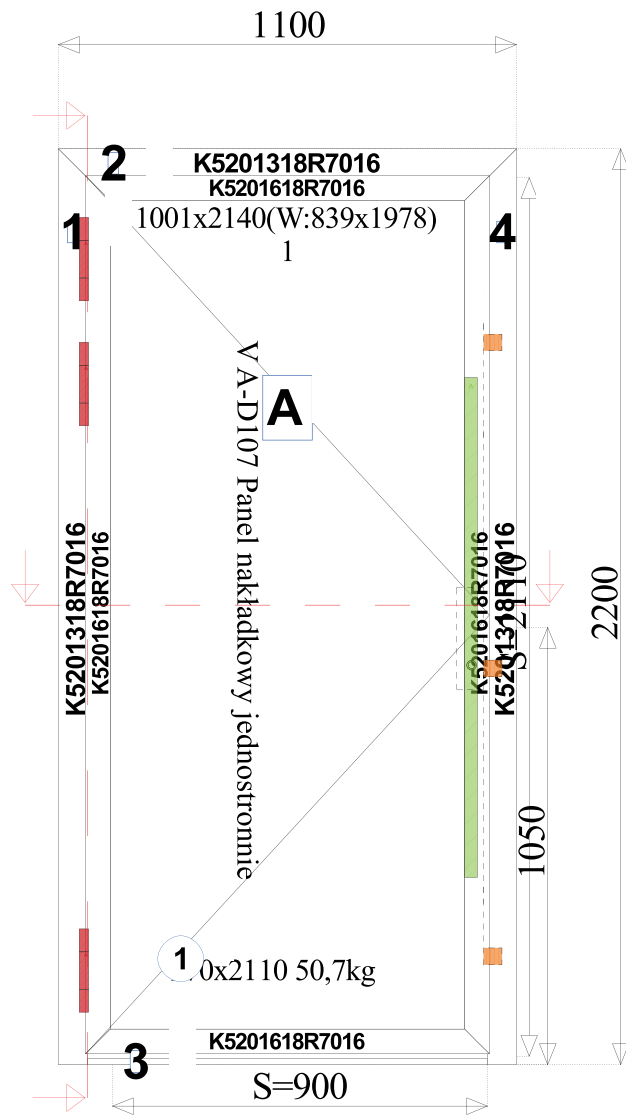 1100
2
K5201318R7016
K5201618R7016
1
1001x2140(W:839x1978)
4
1
A
V A-D107 Panel nakładkowy jednostronnie
K5201318R7016
K5201618R7016
K5201618R7016
K5201318R7016
S=2110
2200
1050
1
70x2110 50,7kg
K5201618R7016
3
S=900